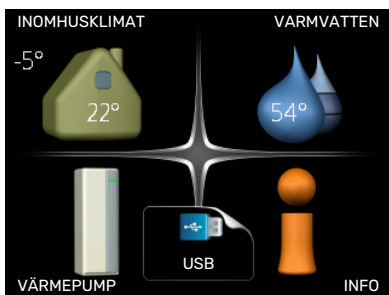 INOMHUSKLIMAT
VARMVATTEN
-5°
22°
54°
USB
VÄRMEPUMP
INFO